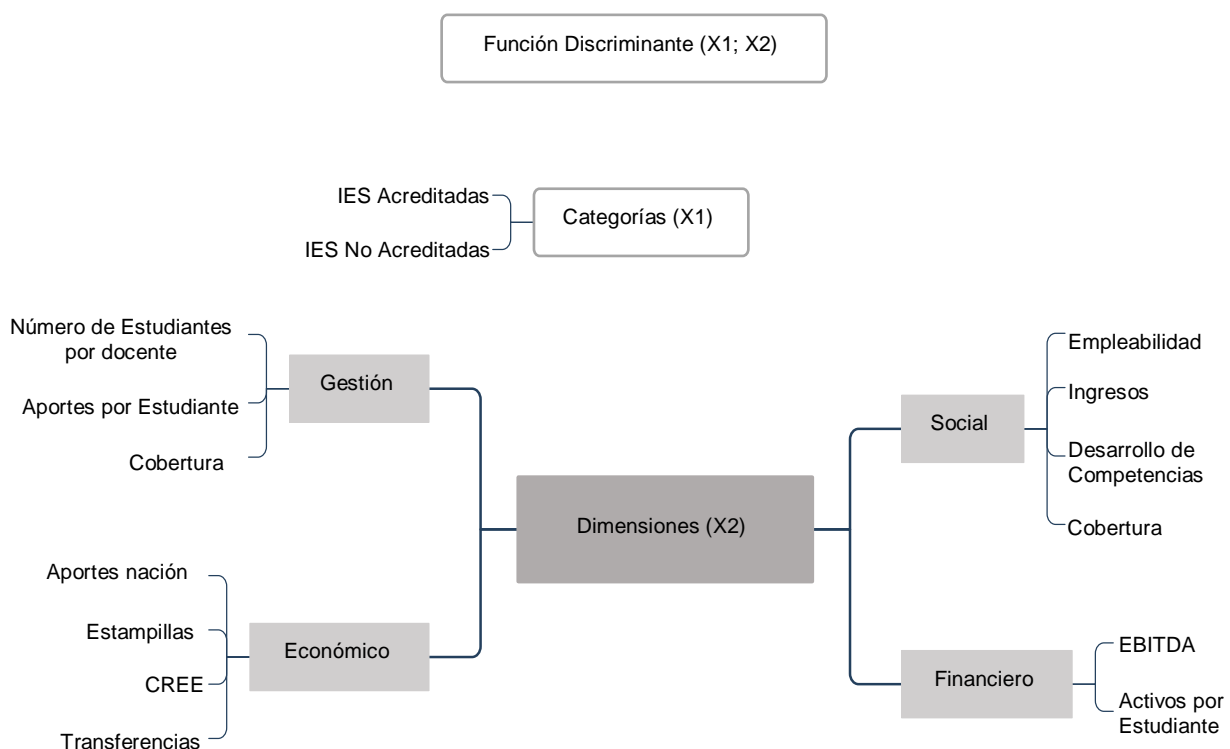 Función Discriminante (X1; X2)
IES Acreditadas
Categorías (X1)
IES No Acreditadas
Número de Estudiantes
por docente
Gestión
Aportes por Estudiante
Cobertura
Empleabilidad
Ingresos
Social
Desarrollo de
Competencias
Cobertura
Dimensiones (X2)
Aportes nación
Estampillas
Económico
CREE
Transferencias
EBITDA
Financiero
Activos por
Estudiante